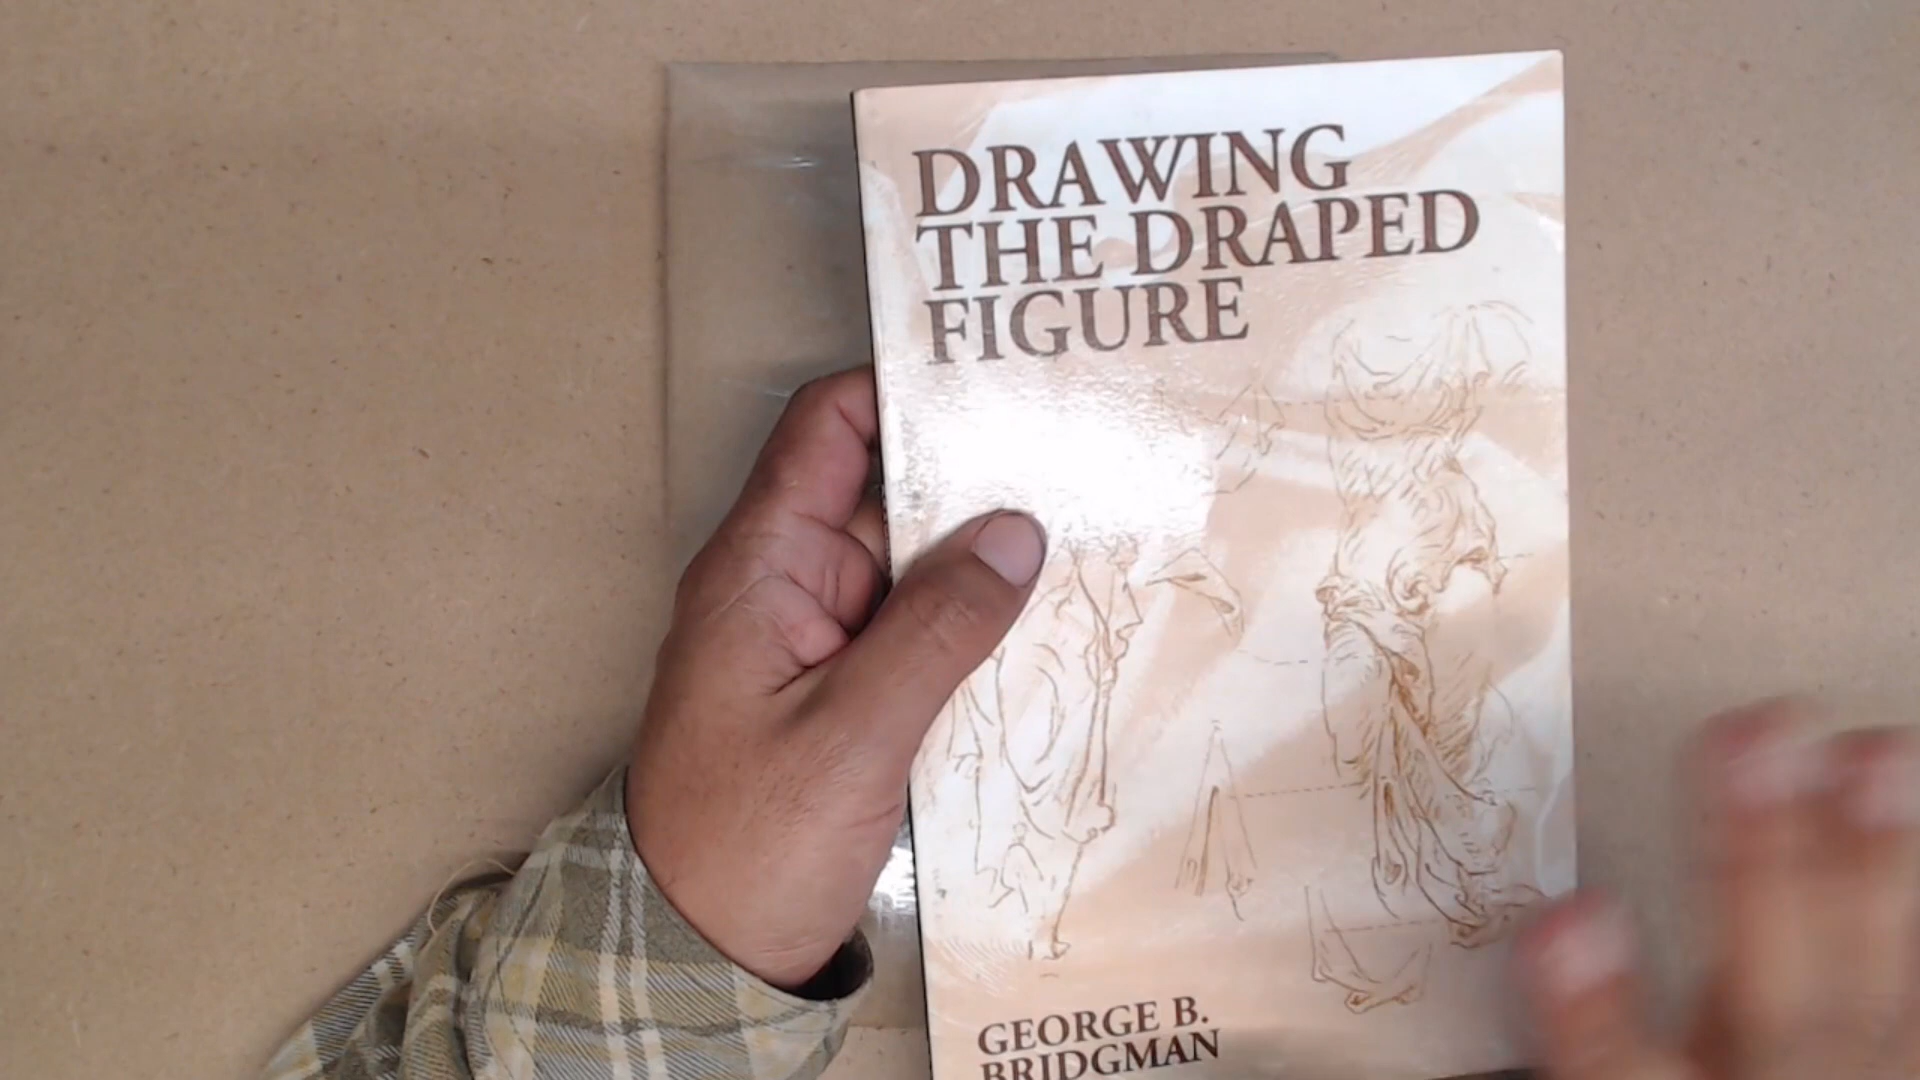 DRAWING
THE DRAPED
FIGURE
GEORGE B.
BRIDGMAN